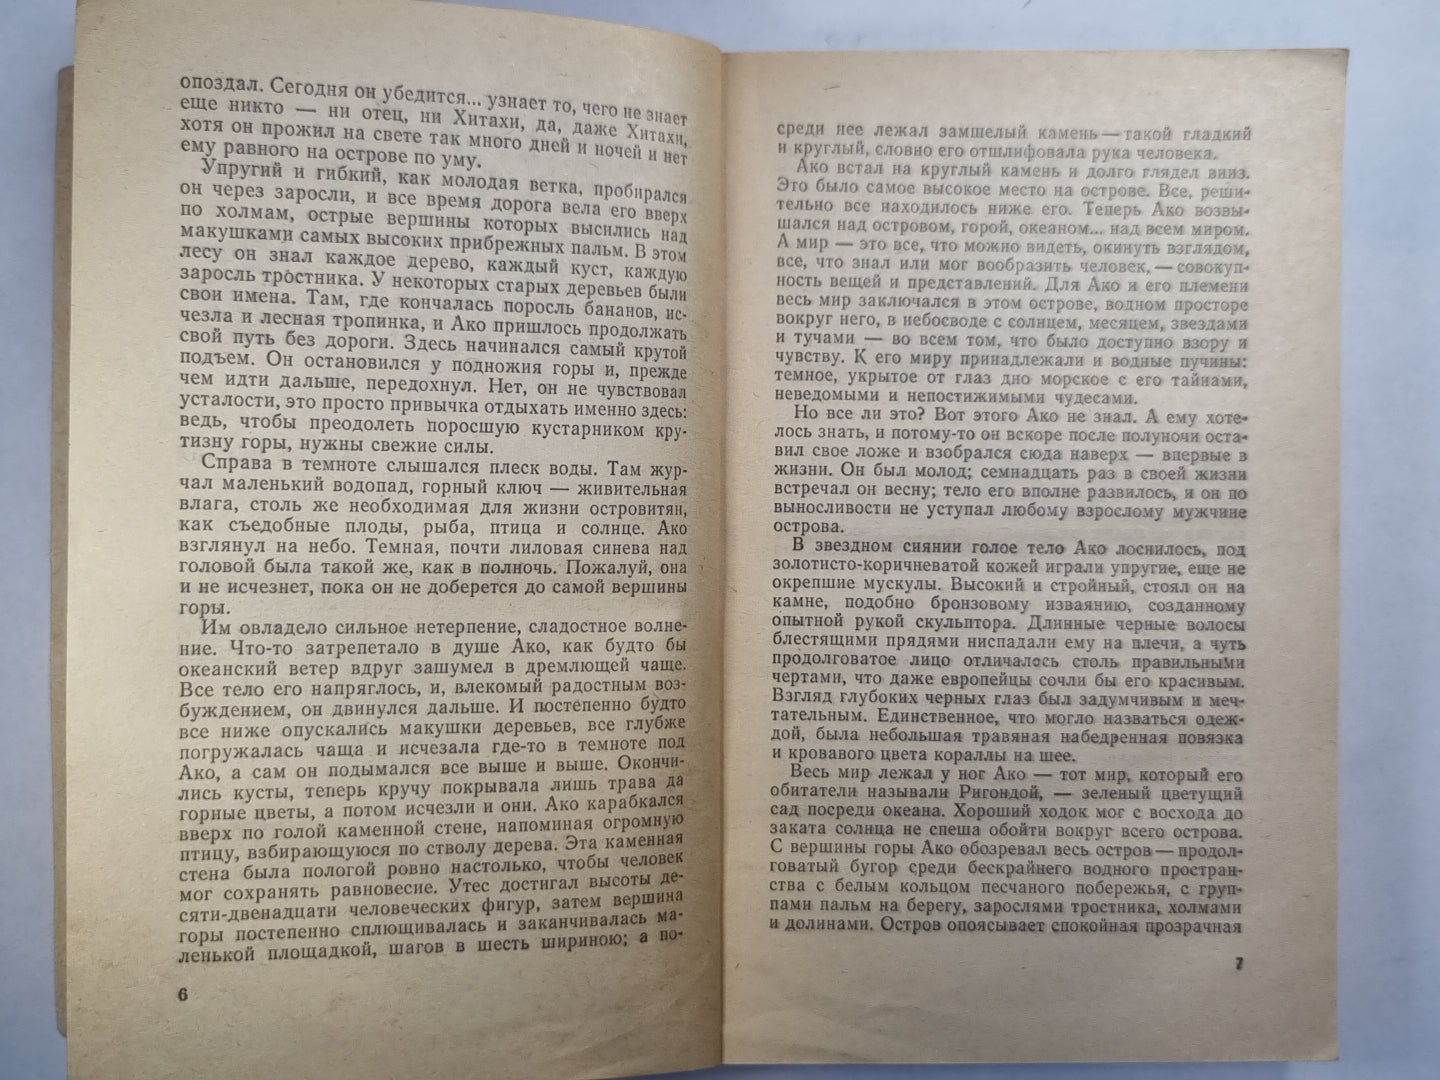 опоздал. Сегодня он убедится... узнает то, чего не знает
еще никто — ни отец, ни Хитахи, да, даже Хитахи,
хотя он прожил на свете так много дней и ночей и нет
ему равного на острове по уму.
Упругий и гибкий, как молодая ветка, пробирался
он через заросли, и все время дорога вела его вверх
по холмам, острые вершины которых высились над
макушками самых высоких прибрежных пальм. В этом
лесу он знал каждое дерево, каждый куст, каждую
заросль тростника. У некоторых старых деревьев были
свои имена. Там, где кончалась поросль бананов, ис-
чезла и лесная тропинка, и Ако пришлось продолжать
свой путь без дороги. Здесь начинался самый крутой
подъем. Он остановился у подножия горы и, прежде
чем идти дальше, передохнул. Нет, он не чувствовал
усталости, это просто привычка отдыхать именно здесь:
ведь, чтобы преодолеть поросшую кустарником кру-
тизну горы, нужны свежие силы.
Справа в темноте слышался плеск воды. Там жур-
чал маленький водопад, горный ключ — живительная
влага, столь же необходимая для жизни островитян,
как съедобные плоды, рыба, птица и солнце. Ако
взглянул на небо. Темная, почти лиловая синева над
головой была такой же, как в полночь. Пожалуй, она
и не исчезнет, пока он не доберется до самой вершины
горы.
Им овладело сильное нетерпение, сладостное волне-
ние. Что-то затрепетало в душе Ако, как будто бы
океанский ветер вдруг зашумел в дремлющей чаще.
Все тело его напряглось, и, влекомый радостным воз-
буждением, он двинулся дальше. И постепенно будто
все ниже опускались макушки деревьев, все глубже
погружалась чаща и исчезала где-то в темноте под
Ако, а сам он подымался все выше и выше. Окончи-
лись кусты, теперь кручу покрывала лишь трава да
горные цветы, а потом исчезли и они. Ако карабкался
вверх по голой каменной стене, напоминая огромную
птицу, взбирающуюся по стволу дерева. Эта каменная
стена была пологой ровно настолько, чтобы человек
мог сохранять равновесие. Утес достигал высоты де-
сяти-двенадцати человеческих фигур, затем вершина
горы постепенно сплющивалась и заканчивалась ма-
ленькой площадкой, шагов в шесть шириною; а по-
6
среди нее лежал замшелый камень — такой гладкий
и круглый, словно его отшлифовала рука человека.
Ако встал на круглый камень и долго глядел вниз.
Это было самое высокое место на острове. Все, реши-
тельно все находилось ниже его. Теперь Ако возвы-
шался над островом, горой, океаном... над всем миром.
А мир — это все, что можно видеть, окинуть взглядом,
все, что знал или мог вообразить человек, — совокуп-
ность вещей и представлений. Для Ако и его племени
весь мир заключался в этом острове, водном просторе
вокруг него, в небосводе с солнцем, месяцем, звездами
и тучами — во всем том, что было доступно взору и
чувству. К его миру принадлежали и водные пучины:
темное, укрытое от глаз дно морское с его тайнами,
неведомыми и непостижимыми чудесами.
Но все ли это? Вот этого Ако не знал. А ему хоте-
лось знать, и потому-то он вскоре после полуночи оста-
вил свое ложе и взобрался сюда наверх — впервые в
жизни. Он был молод; семнадцать раз в своей жизни
встречал он весну; тело его вполне развилось, и он по
выносливости не уступал любому взрослому мужчине
острова.
В звездном сиянии голое тело Ако лоснилось, под
золотисто-коричневатой кожей играли упругие, еще не
окрепшие мускулы. Высокий и стройный, стоял он на
камне, подобно бронзовому изваянию, созданному
опытной рукой скульптора. Длинные черные волосы
блестящими прядями ниспадали ему на плечи, а чуть
продолговатое лицо отличалось столь правильными
чертами, что даже европейцы сочли бы его красивым.
Взгляд глубоких черных глаз был задумчивым и меч-
тательным. Единственное, что могло назваться одеж-
дой, была небольшая травяная набедренная повязка
и кровавого цвета кораллы на шее.
Весь мир лежал у ног Ако — тот мир, который его
обитатели называли Ригондой, — зеленый цветущий
сад посреди океана. Хороший ходок мог с восхода до
заката солнца не спеша обойти вокруг всего острова.
С вершины горы Ако обозревал весь остров — продол-
говатый бугор среди бескрайнего водного простран-
ства с белым кольцом песчаного побережья, с груп-
пами пальм на берегу, зарослями тростника, холмами
и долинами. Остров опоясывает спокойная прозрачная
7